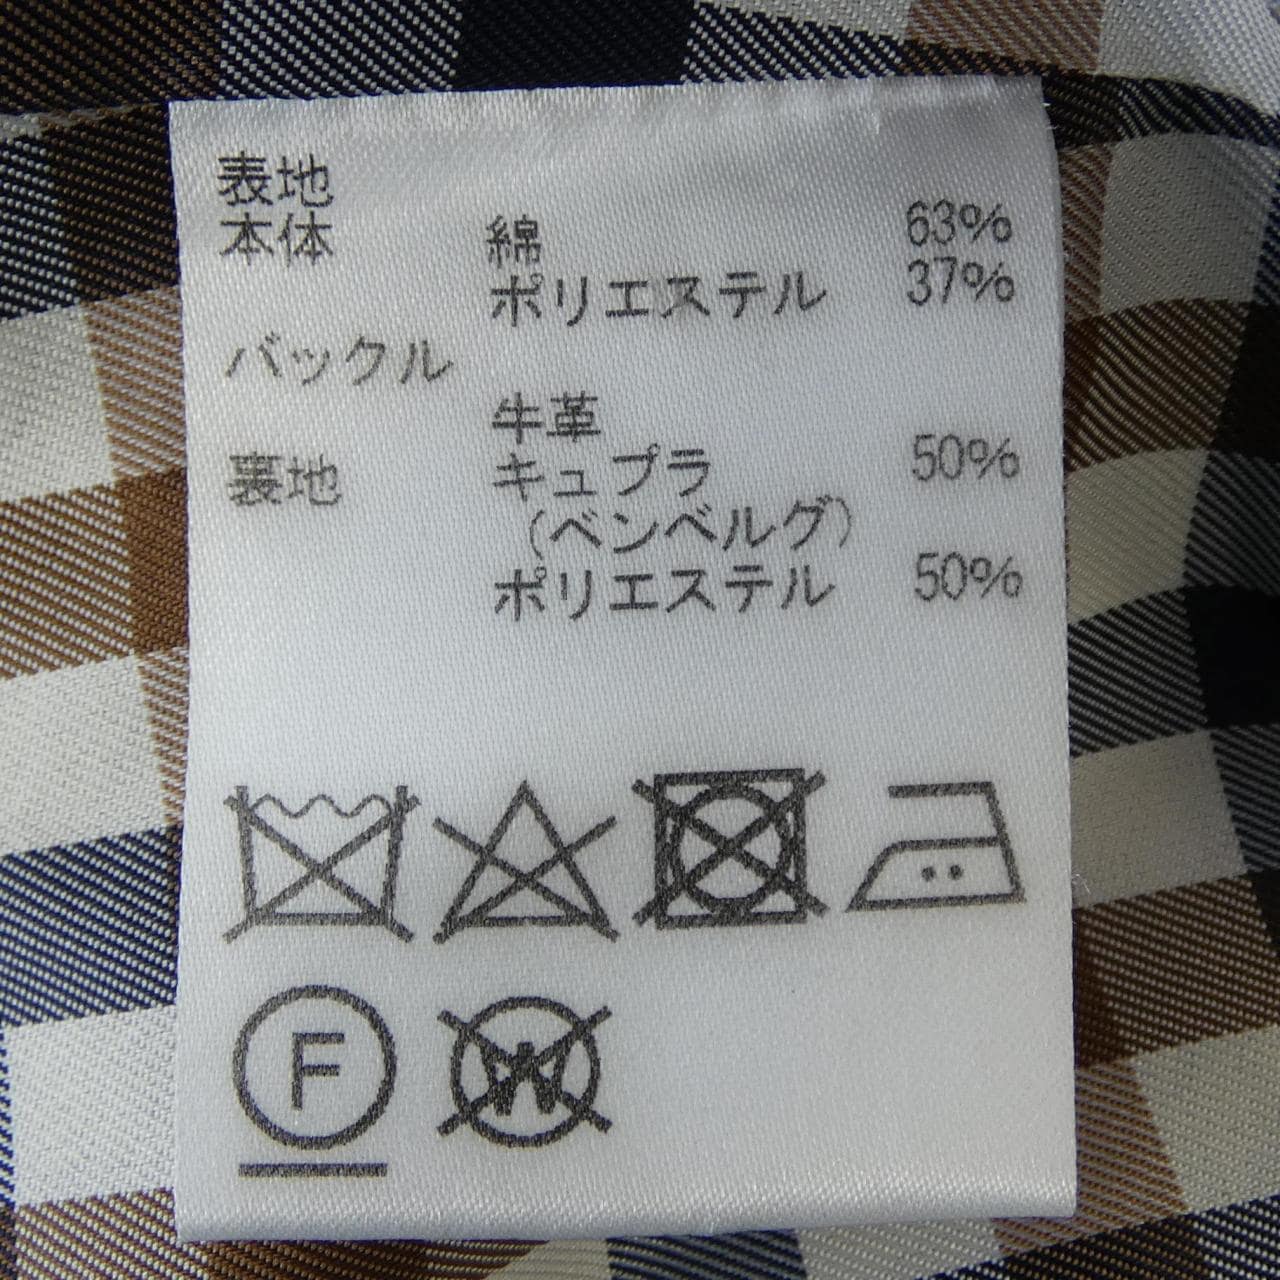 表地
本体 綿 63%
ポリエステル 37%
バックル
牛革
裏地 キュプラ 50%
(ベンベルグ)
ポリエステル 50%
F W